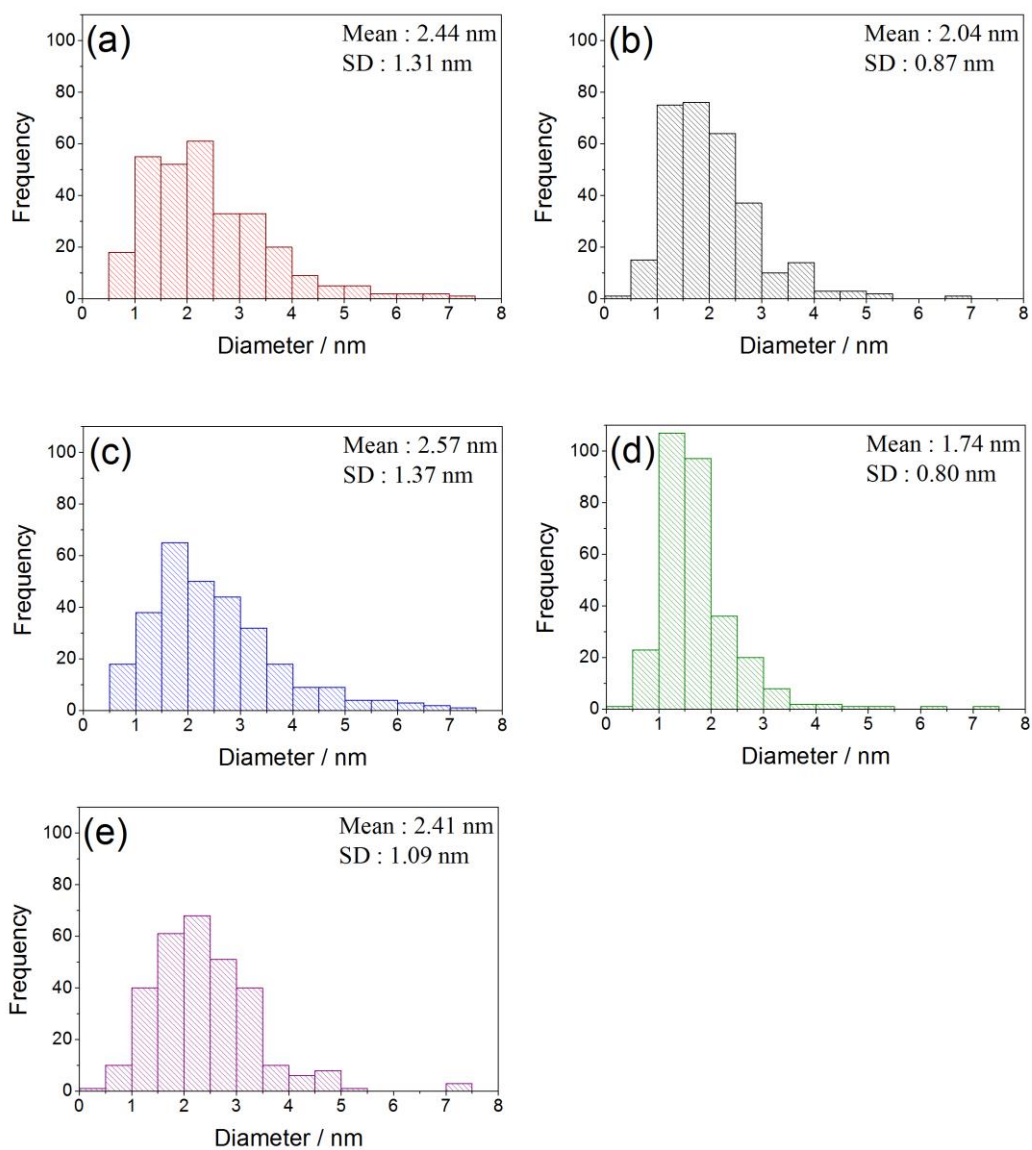 (a)
Mean : 2.44 nm
SD : 1.31 nm
100
80
60
40
20
0
Frequency
0 1 2 3 4 5 6 7 8
Diameter / nm
(b)
Mean : 2.04 nm
SD : 0.87 nm
100
80
60
40
20
0
Frequency
0 1 2 3 4 5 6 7 8
Diameter / nm
(c)
Mean : 2.57 nm
SD : 1.37 nm
100
80
60
40
20
0
Frequency
0 1 2 3 4 5 6 7 8
Diameter / nm
(d)
Mean : 1.74 nm
SD : 0.80 nm
100
80
60
40
20
0
Frequency
0 1 2 3 4 5 6 7 8
Diameter / nm
(e)
Mean : 2.41 nm
SD : 1.09 nm
100
80
60
40
20
0
Frequency
0 1 2 3 4 5 6 7 8
Diameter / nm